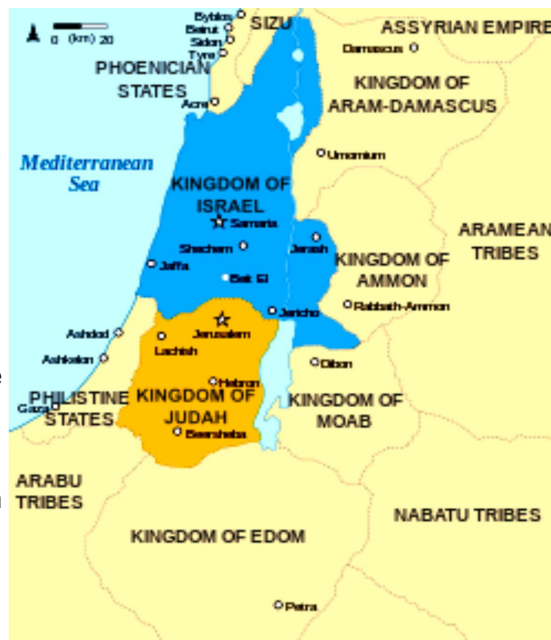 Byblos
Beirut
SIZU
ASSYRIAN EMPIRE
0 (km) 20
Sidon
Tyre
Damascus
PHOENICIAN
STATES
KINGDOM OF
ARAM-DAMASCUS
Acre
Mediterranean
Sea
Umomium
KINGDOM OF
ISRAEL
Samaria
Shechem
Jerash
ARAMEAN
TRIBES
KINGDOM OF
AMMON
Jaffa
Beit El
Rabbath-Ammon
Jericho
Jerusalem
Ashdod
Lachish
Ashkelon
Dibon
Hebron
PHILISTINE
STATES
KINGDOM OF
JUDAH
KINGDOM OF
MOAB
Gaza
Beersheba
ARABU
TRIBES
NABATU TRIBES
KINGDOM OF EDOM
Petra